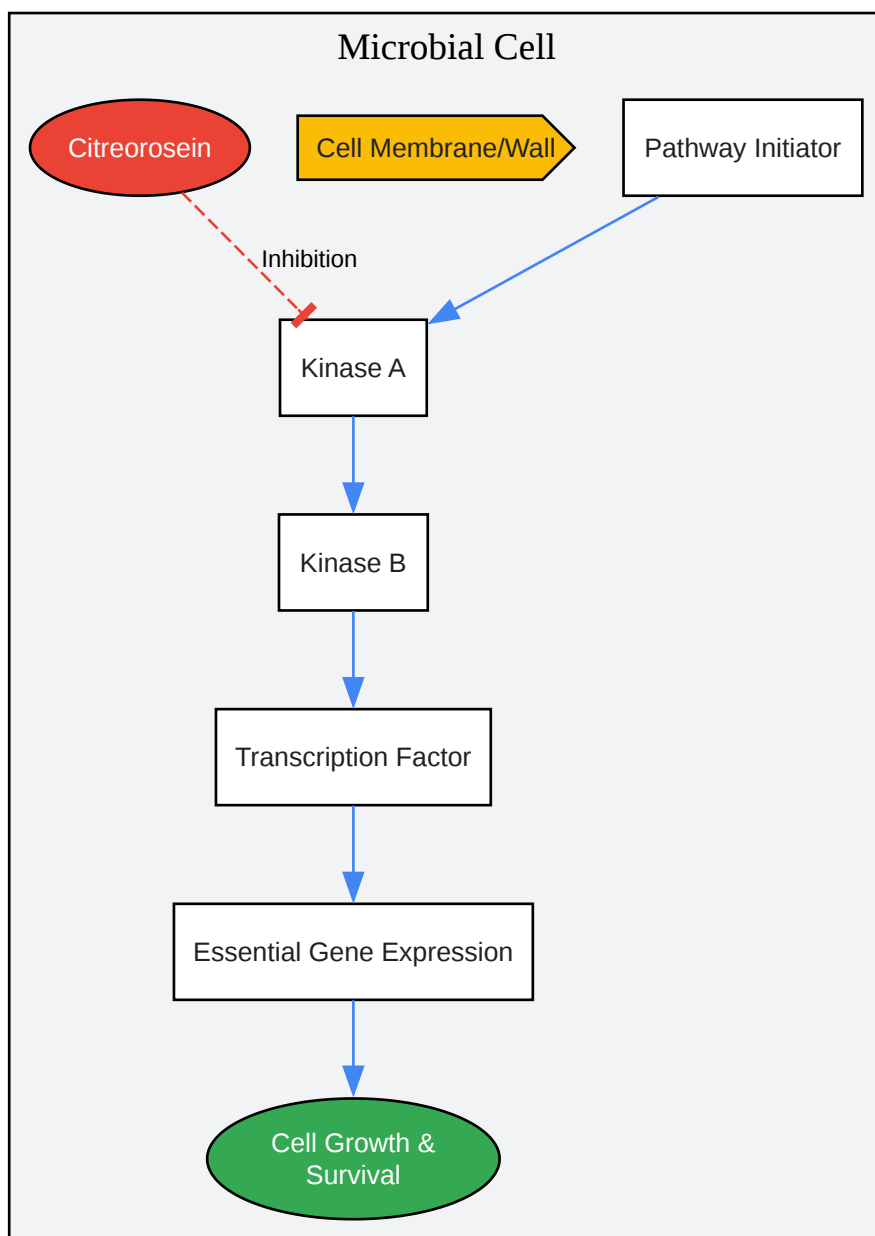 Microbial Cell
Citreorosein
Cell Membrane/Wall
Pathway Initiator
Inhibition
Kinase A
Kinase B
Transcription Factor
Essential Gene Expression
Cell Growth &
Survival